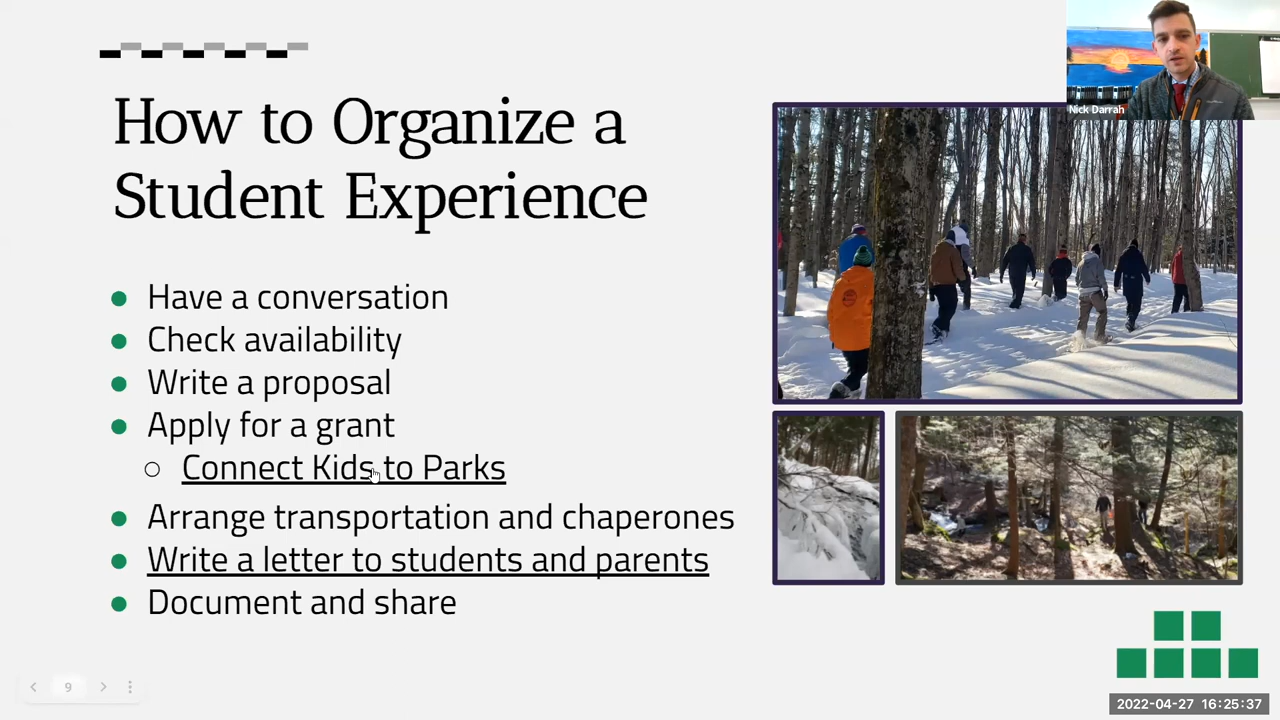 Nick Darrah
How to Organize a
Student Experience
Have a conversation
Check availability
Write a proposal
Apply for a grant
Connect Kids to Parks
Arrange transportation and chaperones
Write a letter to students and parents
Document and share
9
2022-04-27 16:25:37